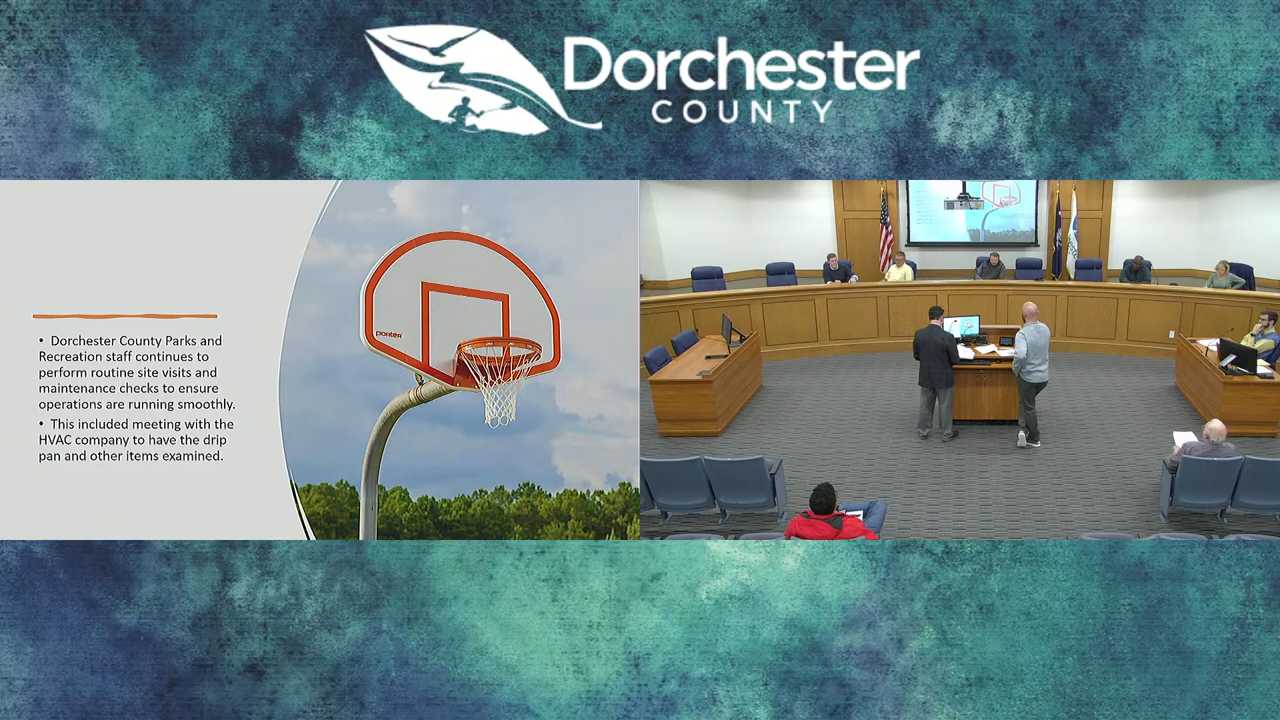 Dorchester
COUNTY
• Dorchester County Parks and
Recreation staff continues to
perform routine site visits and
maintenance checks to ensure
operations are running smoothly.
• This included meeting with the
HVAC company to have the drip
pan and other items examined.
porter